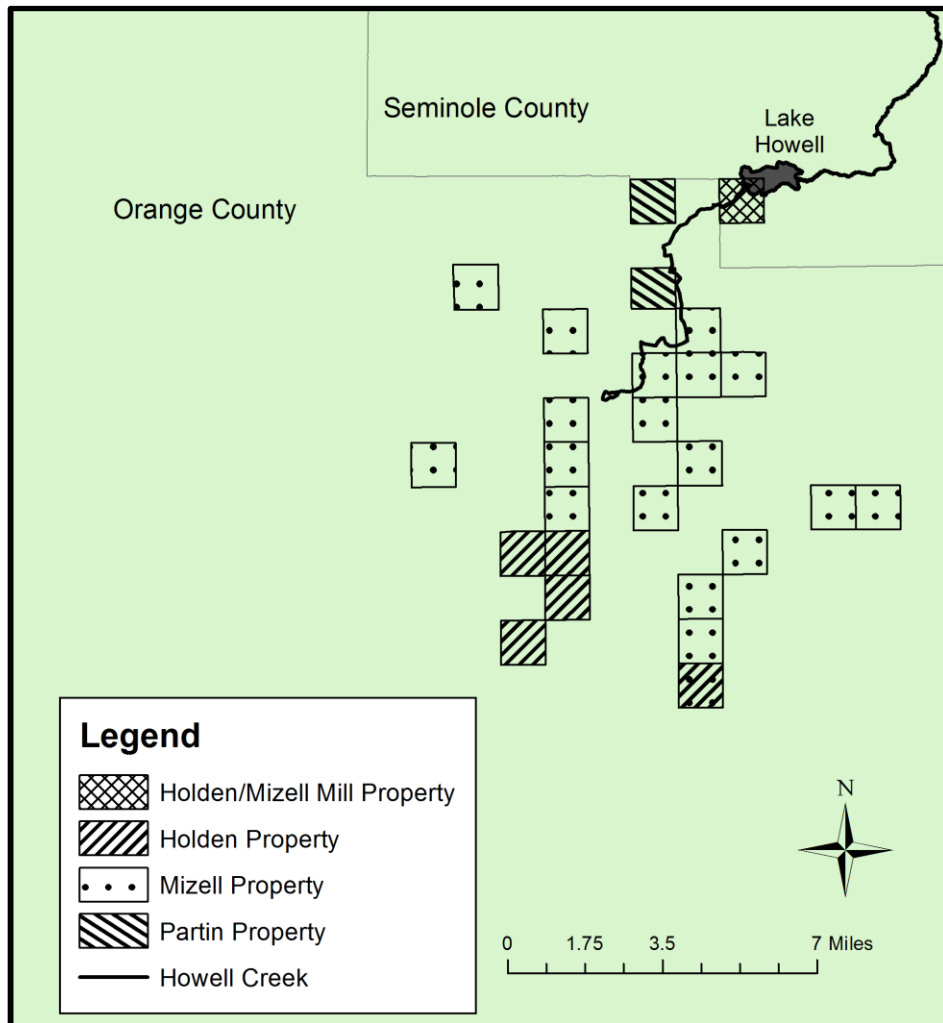 Seminole County
Lake
Howell
Orange County
Legend
Holden/Mizell Mill Property
Holden Property
Mizell Property
Partin Property
Howell Creek
N
0 1.75 3.5 7 Miles